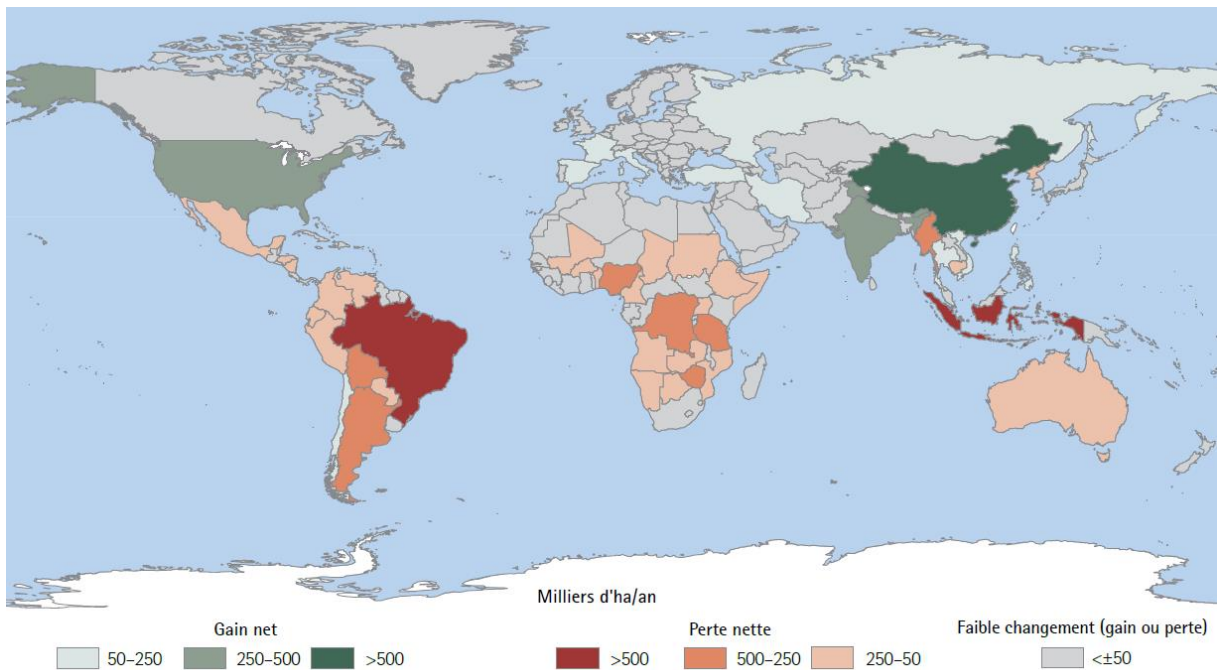 Milliers d'ha/an
Gain net
Perte nette
Faible changement (gain ou perte)
50–250
250–500
>500
>500
500–250
250–50
<±50